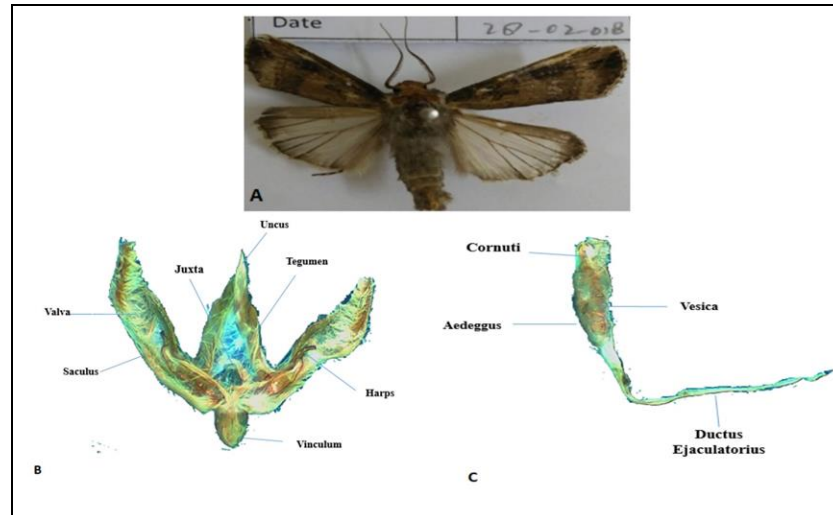 Date
28-02-018
A
Uncus
Juxta
Tegumen
Valva
Saculus
Harps
Vinculum
B
Cornuti
Vesica
Aedeggus
Ductus
Ejaculatorius
C